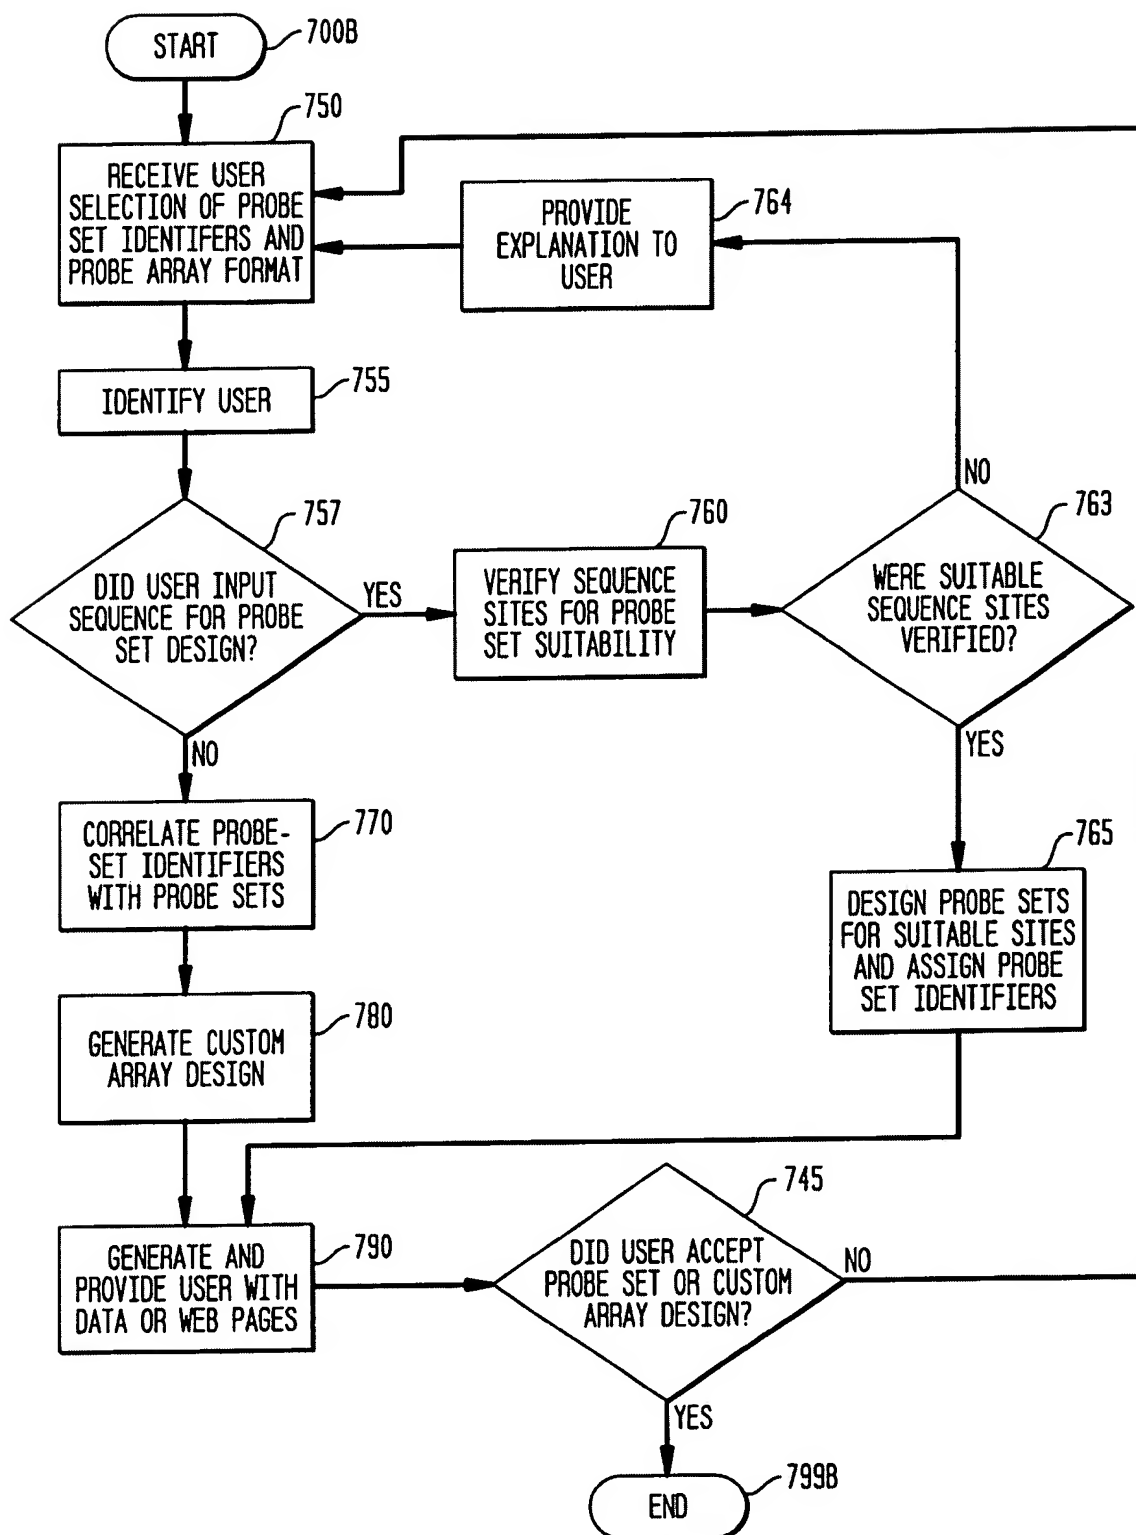 START
700B
750
RECEIVE USER
SELECTION OF PROBE
SET IDENTIFERS AND
PROBE ARRAY FORMAT
PROVIDE
EXPLANATION TO
USER
764
IDENTIFY USER
755
DID USER INPUT
SEQUENCE FOR PROBE
SET DESIGN?
757
YES
NO
VERIFY SEQUENCE
SITES FOR PROBE
SET SUITABILITY
760
WERE SUITABLE
SEQUENCE SITES
VERIFIED?
763
NO
YES
CORRELATE PROBE-
SET IDENTIFIERS
WITH PROBE SETS
770
DESIGN PROBE SETS
FOR SUITABLE SITES
AND ASSIGN PROBE
SET IDENTIFIERS
765
GENERATE CUSTOM
ARRAY DESIGN
780
GENERATE AND
PROVIDE USER WITH
DATA OR WEB PAGES
790
DID USER ACCEPT
PROBE SET OR CUSTOM
ARRAY DESIGN?
745
NO
YES
END
799B